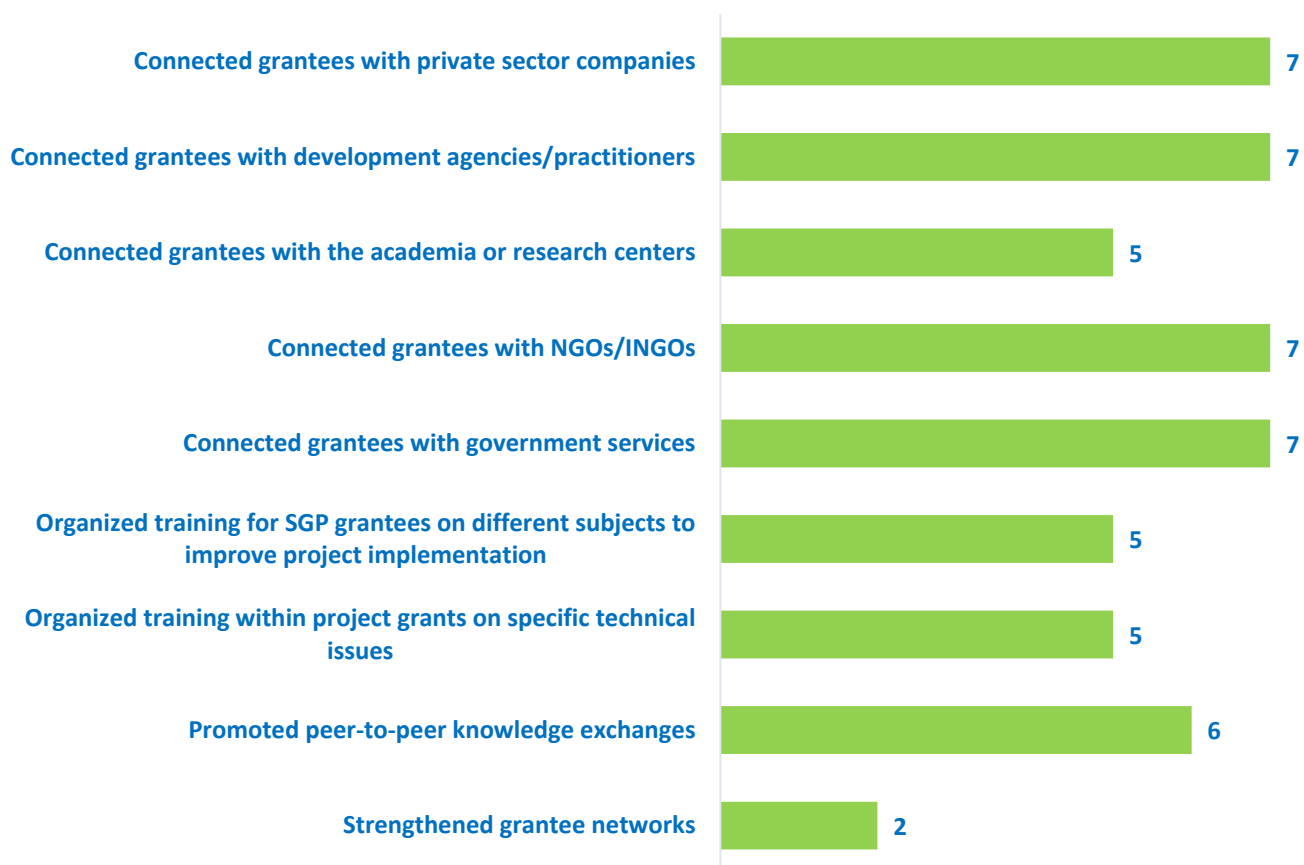 Connected grantees with private sector companies
7
Connected grantees with development agencies/practitioners
7
Connected grantees with the academia or research centers
5
Connected grantees with NGOs/INGOs
7
Connected grantees with government services
7
Organized training for SGP grantees on different subjects to
improve project implementation
5
Organized training within project grants on specific technical
issues
5
Promoted peer-to-peer knowledge exchanges
6
Strengthened grantee networks
2